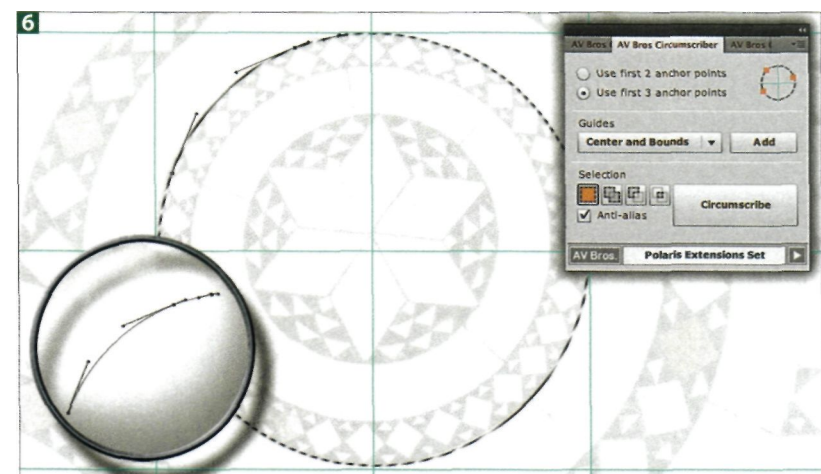 6
AV Bros AV Bros Circumscriber AV Bros
Use first 2 anchor points
Use first 3 anchor points
Guides
Center and Bounds Add
Selection
Circumscribe
Anti-alias
AV Bros. Polaris Extensions Set